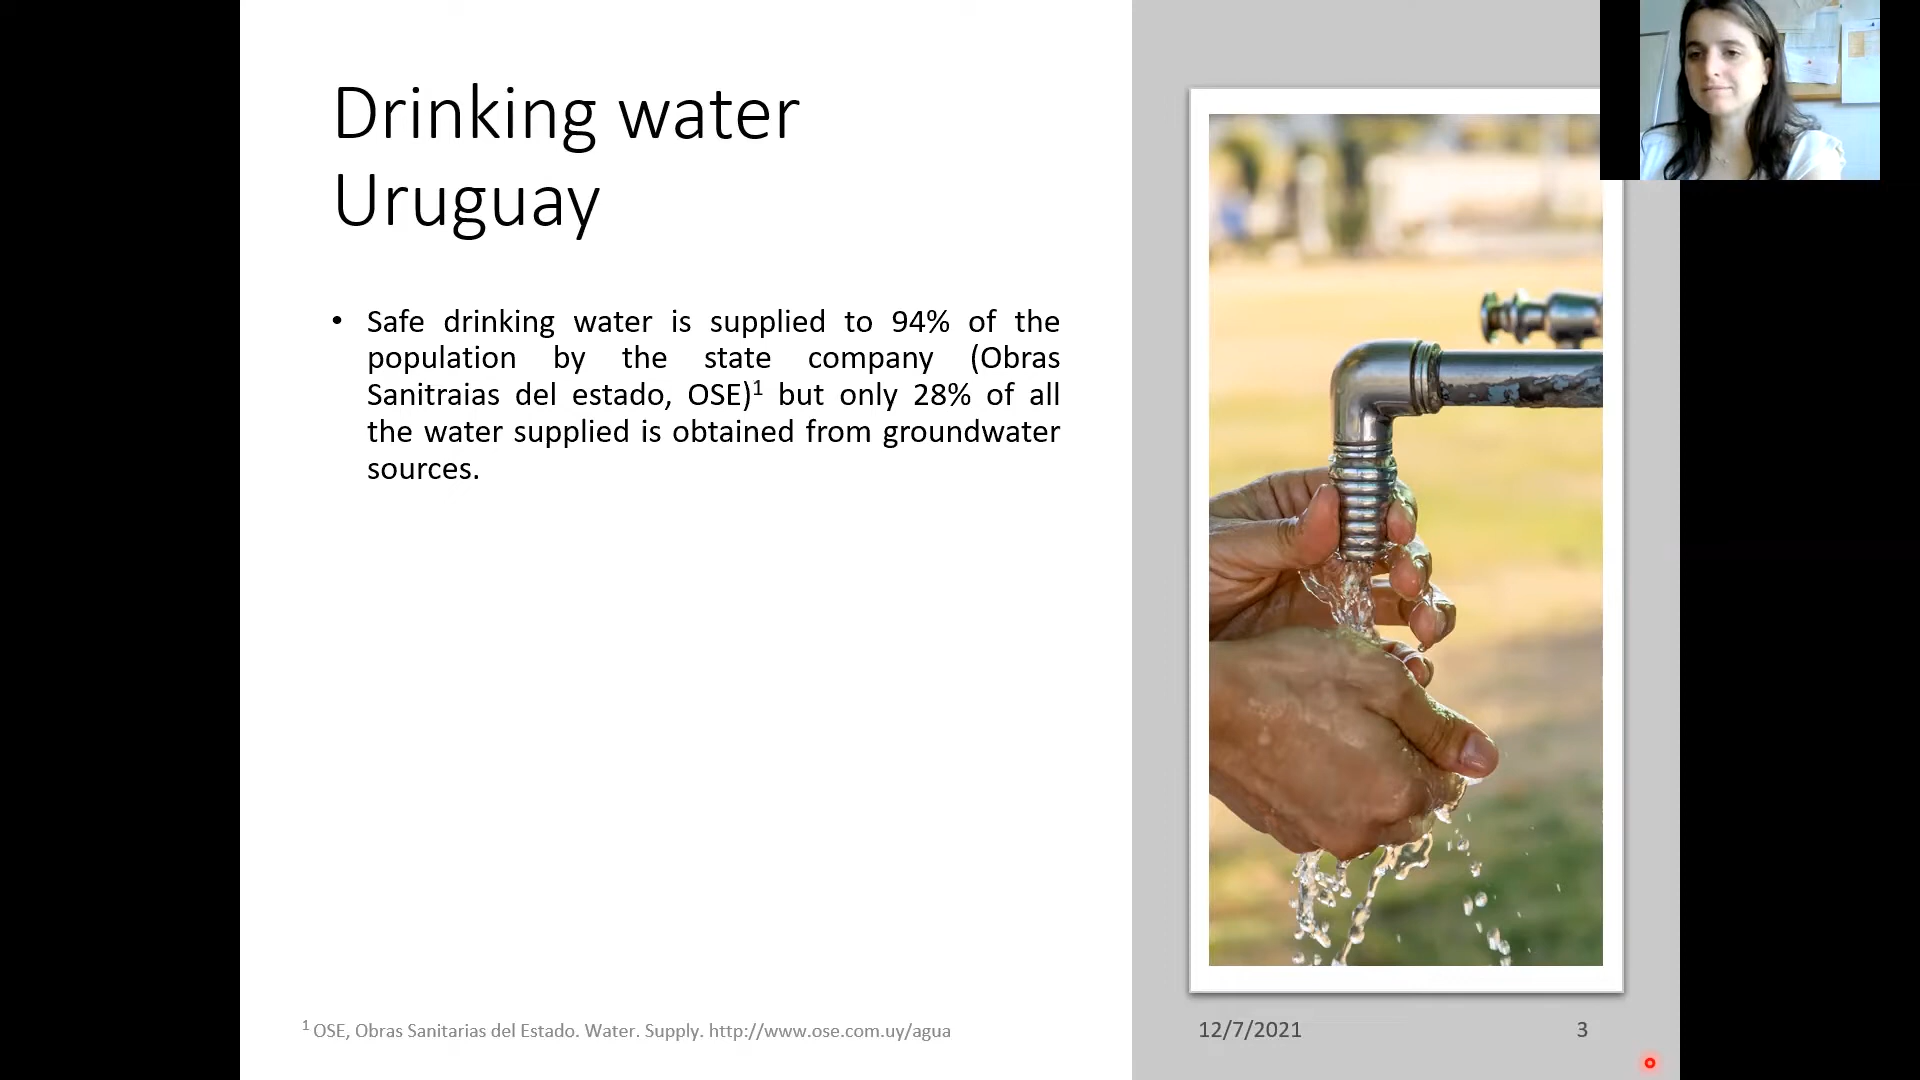 Drinking water
Uruguay
• Safe drinking water is supplied to 94% of the
population by the state company (Obras
Sanitraias del estado, OSE)¹ but only 28% of all
the water supplied is obtained from groundwater
sources.
¹ OSE, Obras Sanitarias del Estado. Water. Supply. http://www.ose.com.uy/agua
12/7/2021
3